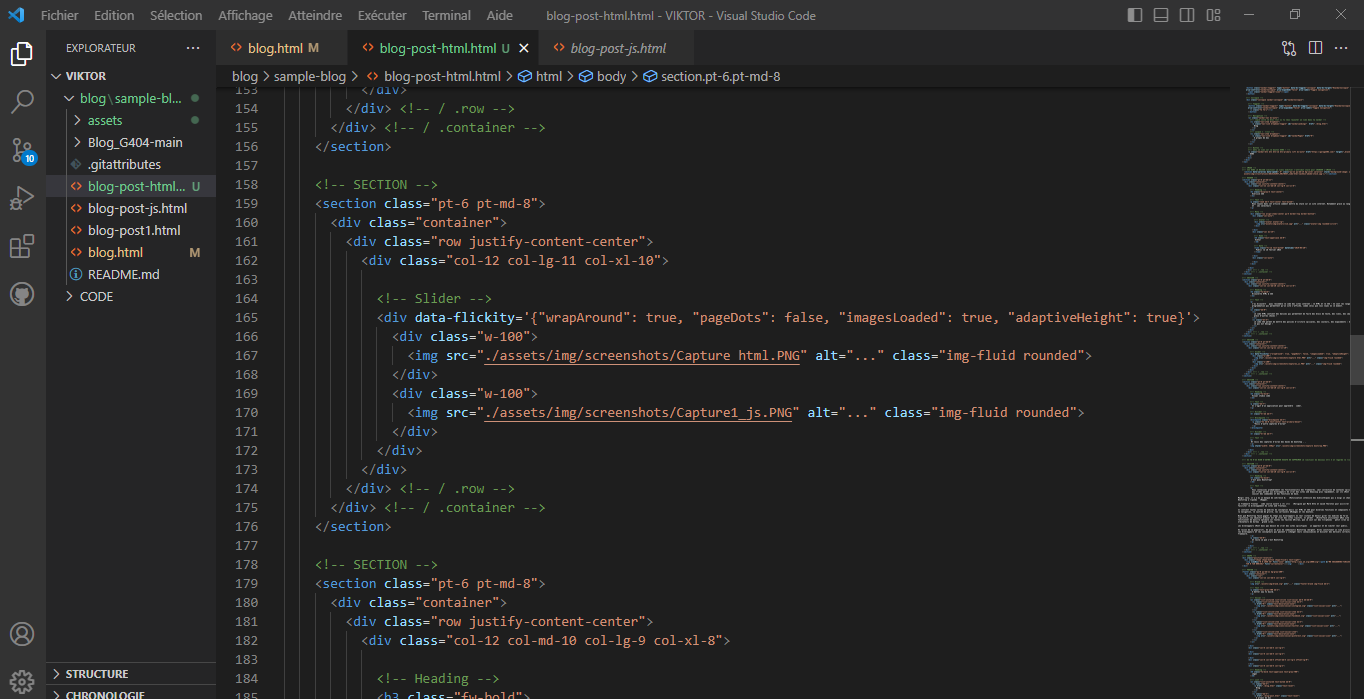 Fichier Edition Sélection Affichage Atteindre Exécuter Terminal Aide blog-post-html.html - VIKTOR - Visual Studio Code
EXPLORATEUR
blog.html M
blog-post-html.html U
blog-post-js.html
blog > sample-blog > blog-post-html.html > html > body > section.pt-6.pt-md-8
VIKTOR
blog\sample-bl...
assets
Blog_G404-main
.gitattributes
blog-post-html... U
blog-post-js.html
blog-post1.html
blog.html M
README.md
CODE
10
STRUCTURE
CHRONOLOGIE
153 </div>
154 </div> <!-- / .row -->
155 </div> <!-- / .container -->
156 </section>
157
158 <!-- SECTION -->
159 <section class="pt-6 pt-md-8">
160 <div class="container">
161 <div class="row justify-content-center">
162 <div class="col-12 col-lg-11 col-xl-10">
163
164 <!-- Slider -->
165 <div data-flickity='{"wrapAround": true, "pageDots": false, "imagesLoaded": true, "adaptiveHeight": true}'>
166 <div class="w-100">
167 <img src="./assets/img/screenshots/Capture html.PNG" alt="..." class="img-fluid rounded">
168 </div>
169 <div class="w-100">
170 <img src="./assets/img/screenshots/Capture1_js.PNG" alt="..." class="img-fluid rounded">
171 </div>
172 </div>
173 </div>
174 </div> <!-- / .row -->
175 </div> <!-- / .container -->
176 </section>
177
178 <!-- SECTION -->
179 <section class="pt-6 pt-md-8">
180 <div class="container">
181 <div class="row justify-content-center">
182 <div class="col-12 col-md-10 col-lg-9 col-xl-8">
183
184 <!-- Heading -->
185 <h3 class="fw-bold">